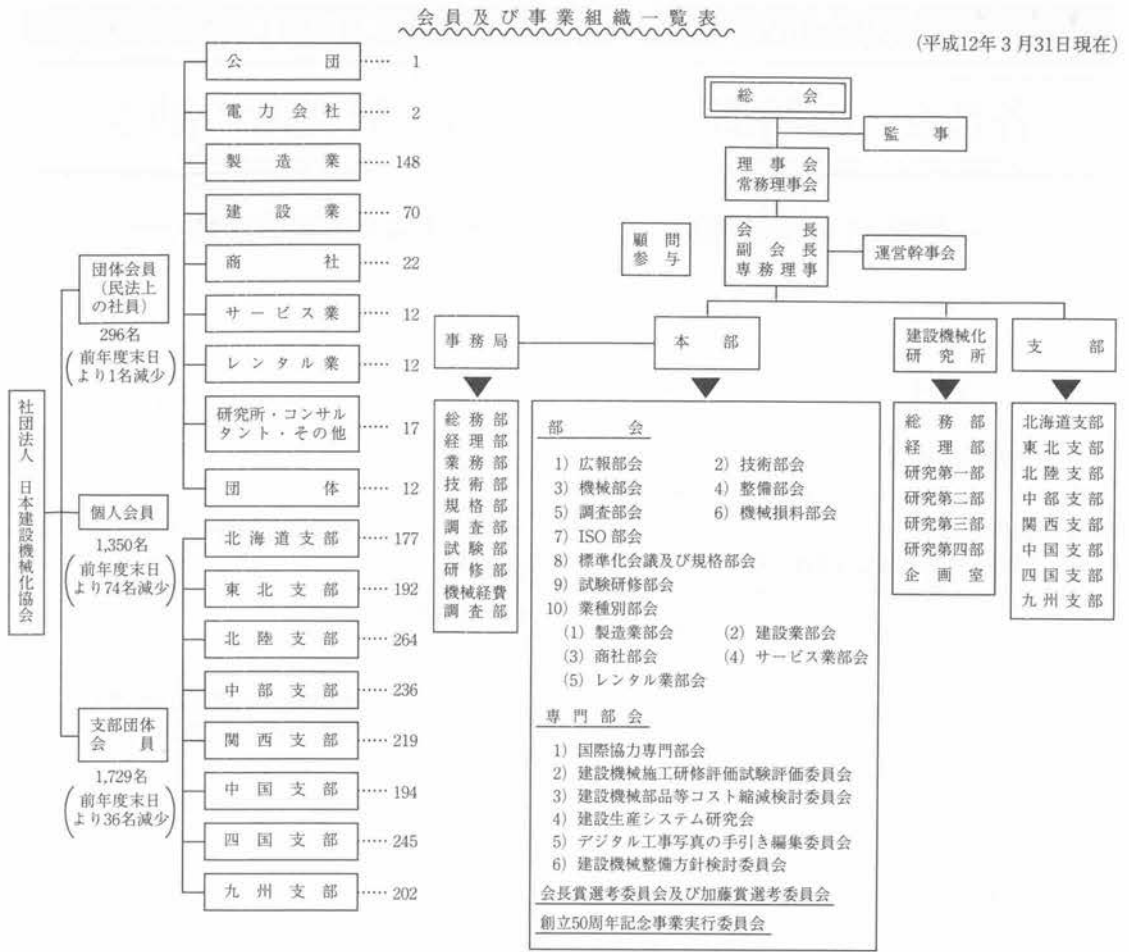 会員及び事業組織一覧表
(平成12年3月31日現在)
社団法人 日本建設機械化協会
団体会員
(民法上
の社員)
296名
(前年度末日
より1名減少)
個人会員
1,350名
(前年度末日
より74名減少)
支部団体
会員
1,729名
(前年度末日
より36名減少)
公団……1
電力会社……2
製造業……148
建設業……70
商社……22
サービス業……12
レンタル業……12
研究所・コンサル
タント・その他……17
団体……12
北海道支部……177
東北支部……192
北陸支部……264
中部支部……236
関西支部……219
中国支部……194
四国支部……245
九州支部……202
総会
監事
理事会
常務理事会
顧問
参与
会長
副会長
専務理事
運営幹事会
事務局
本部
建設機械化
研究所
支部
総務部
経理部
業務部
技術部
規格部
調査部
試験部
研修部
機械経費
調査部
部会
1) 広報部会 2) 技術部会
3) 機械部会 4) 整備部会
5) 調査部会 6) 機械損料部会
7) ISO部会
8) 標準化会議及び規格部会
9) 試験研修部会
10) 業種別部会
(1) 製造業部会 (2) 建設業部会
(3) 商社部会 (4) サービス業部会
(5) レンタル業部会
専門部会
1) 国際協力専門部会
2) 建設機械施工研修評価試験評価委員会
3) 建設機械部品等コスト縮減検討委員会
4) 建設生産システム研究会
5) デジタル工事写真の手引き編集委員会
6) 建設機械整備方針検討委員会
会長賞選考委員会及び加藤賞選考委員会
創立50周年記念事業実行委員会
総務部
経理部
研究第一部
研究第二部
研究第三部
研究第四部
企画室
北海道支部
東北支部
北陸支部
中部支部
関西支部
中国支部
四国支部
九州支部